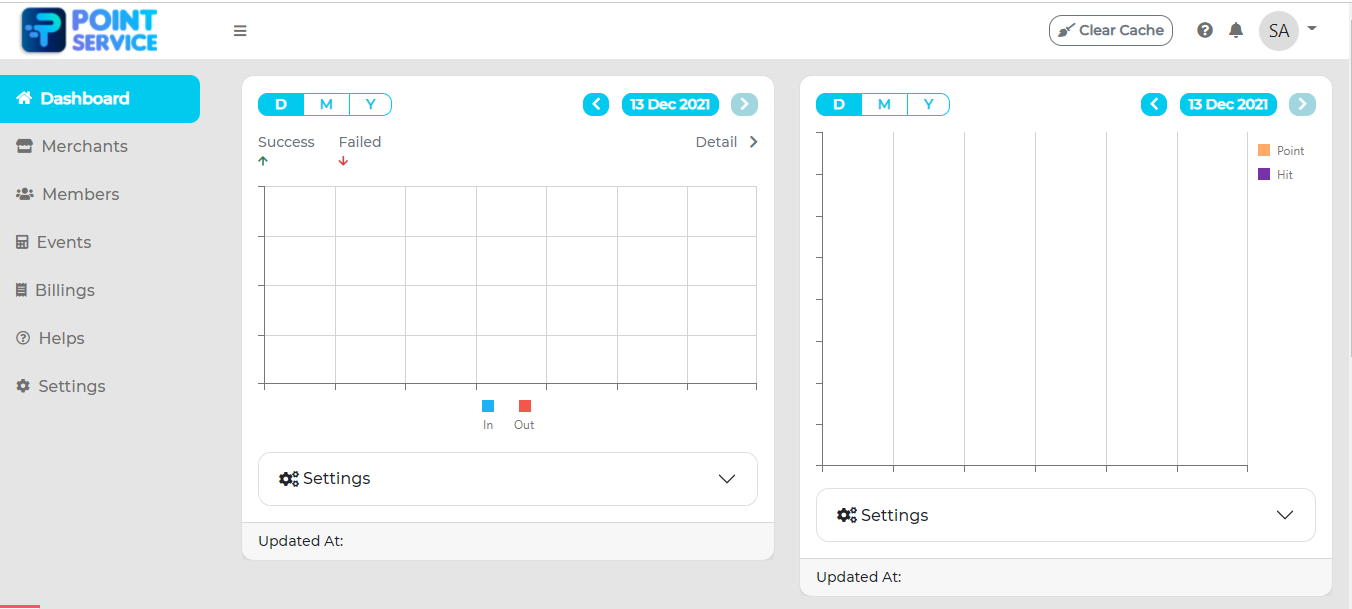 POINT
SERVICE
Clear Cache
SA
Dashboard
Merchants
Members
Events
Billings
Helps
Settings
D M Y
13 Dec 2021
Success Failed Detail
In Out
Settings
Updated At:
D M Y
13 Dec 2021
Point
Hit
Settings
Updated At: